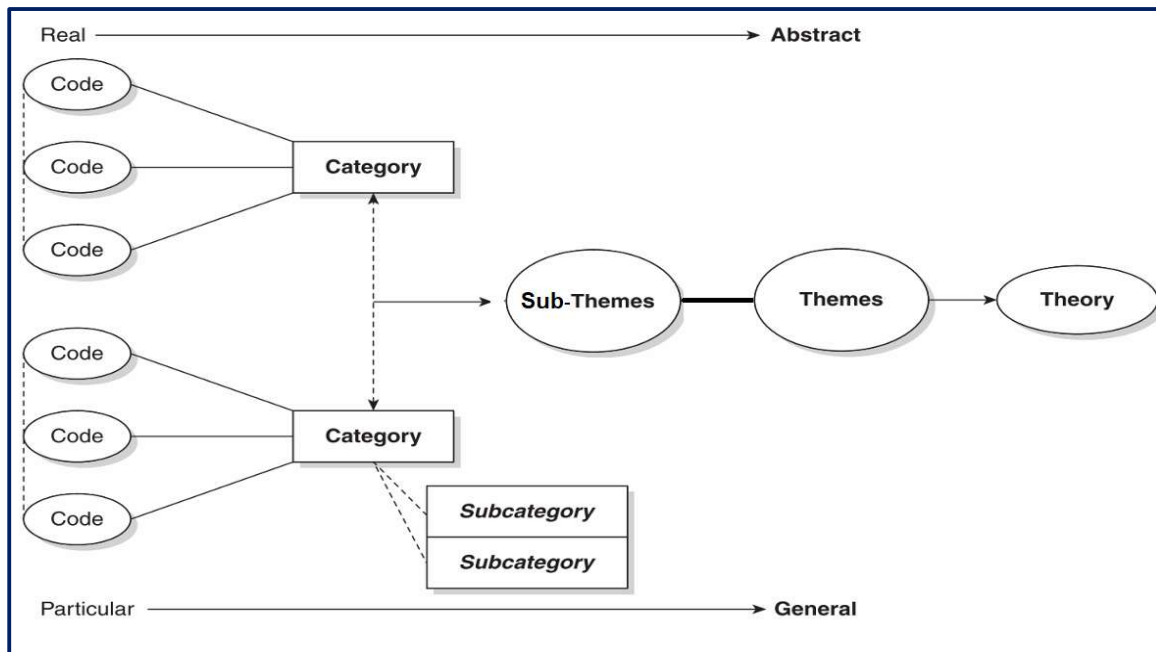 Real Abstract
Code
Code
Category
Code
Sub-Themes Themes Theory
Code
Code
Category
Code
Subcategory
Subcategory
Particular General